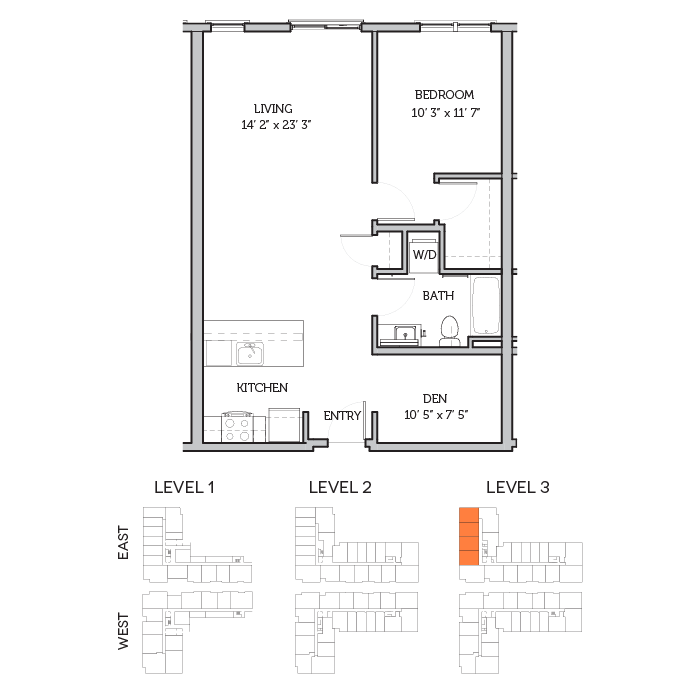 BEDROOM
10' 3" x 11' 7"
LIVING
14' 2" x 23' 3"
W/D
BATH
KITCHEN
DEN
ENTRY
10' 5" x 7' 5"
LEVEL 1
LEVEL 2
LEVEL 3
EAST
WEST